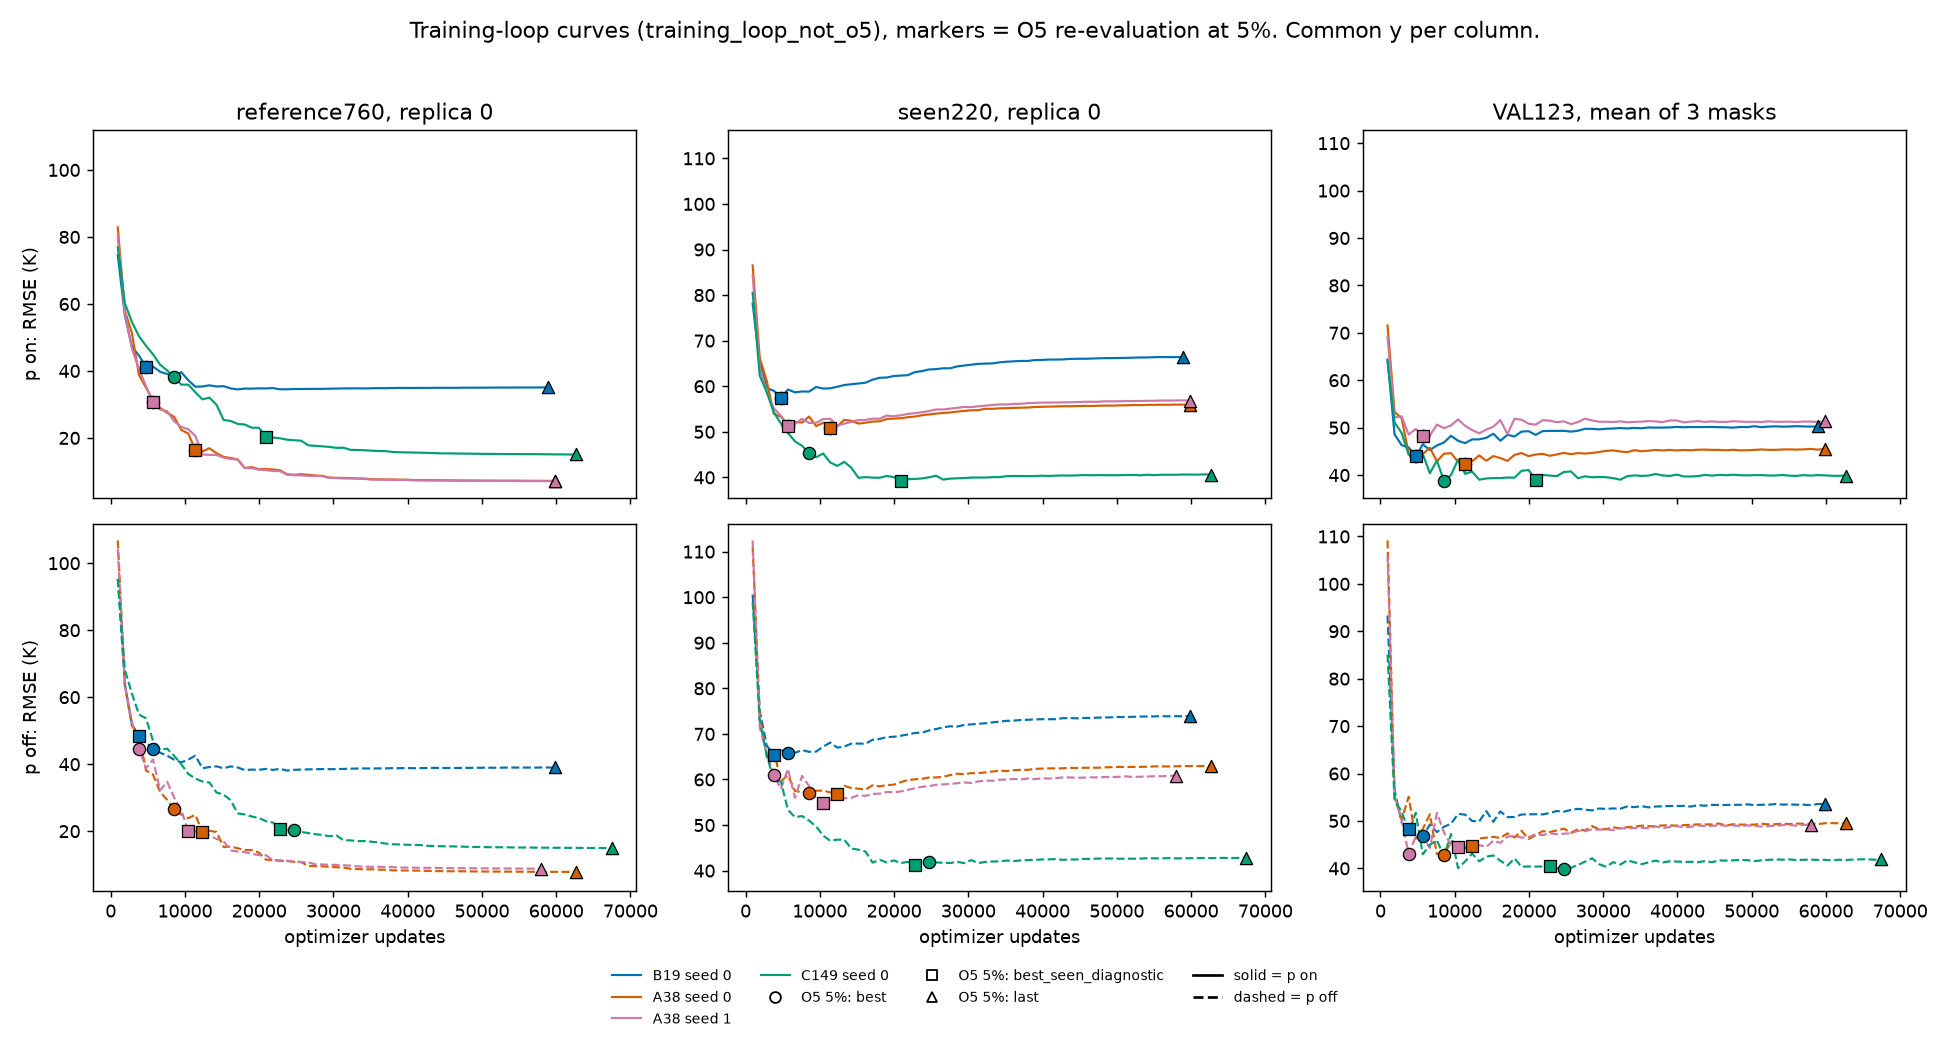 Training-loop curves (training_loop_not_o5), markers = O5 re-evaluation at 5%. Common y per column.
reference760, replica 0
seen220, replica 0
VAL123, mean of 3 masks
p on: RMSE (K)
100
80
60
40
20
110
100
90
80
70
60
50
40
110
100
90
80
70
60
50
40
p off: RMSE (K)
100
80
60
40
20
0 10000 20000 30000 40000 50000 60000 70000
optimizer updates
110
100
90
80
70
60
50
40
0 10000 20000 30000 40000 50000 60000 70000
optimizer updates
110
100
90
80
70
60
50
40
0 10000 20000 30000 40000 50000 60000 70000
optimizer updates
B19 seed 0
A38 seed 0
A38 seed 1
C149 seed 0
O5 5%: best
O5 5%: best_seen_diagnostic
O5 5%: last
solid = p on
dashed = p off